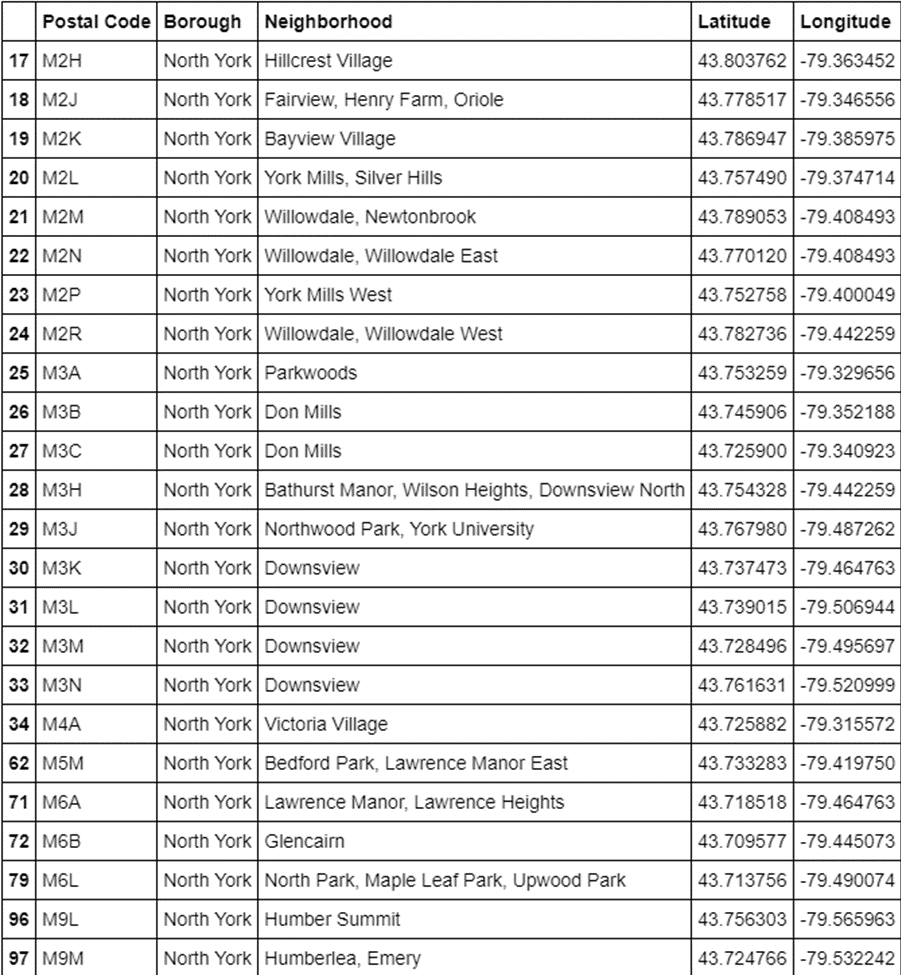 Postal Code Borough Neighborhood Latitude Longitude
17 M2H North York Hillcrest Village 43.803762 -79.363452
18 M2J North York Fairview, Henry Farm, Oriole 43.778517 -79.346556
19 M2K North York Bayview Village 43.786947 -79.385975
20 M2L North York York Mills, Silver Hills 43.757490 -79.374714
21 M2M North York Willowdale, Newtonbrook 43.789053 -79.408493
22 M2N North York Willowdale, Willowdale East 43.770120 -79.408493
23 M2P North York York Mills West 43.752758 -79.400049
24 M2R North York Willowdale, Willowdale West 43.782736 -79.442259
25 M3A North York Parkwoods 43.753259 -79.329656
26 M3B North York Don Mills 43.745906 -79.352188
27 M3C North York Don Mills 43.725900 -79.340923
28 M3H North York Bathurst Manor, Wilson Heights, Downsview North 43.754328 -79.442259
29 M3J North York Northwood Park, York University 43.767980 -79.487262
30 M3K North York Downsview 43.737473 -79.464763
31 M3L North York Downsview 43.739015 -79.506944
32 M3M North York Downsview 43.728496 -79.495697
33 M3N North York Downsview 43.761631 -79.520999
34 M4A North York Victoria Village 43.725882 -79.315572
62 M5M North York Bedford Park, Lawrence Manor East 43.733283 -79.419750
71 M6A North York Lawrence Manor, Lawrence Heights 43.718518 -79.464763
72 M6B North York Glencairn 43.709577 -79.445073
79 M6L North York North Park, Maple Leaf Park, Upwood Park 43.713756 -79.490074
96 M9L North York Humber Summit 43.756303 -79.565963
97 M9M North York Humberlea, Emery 43.724766 -79.532242